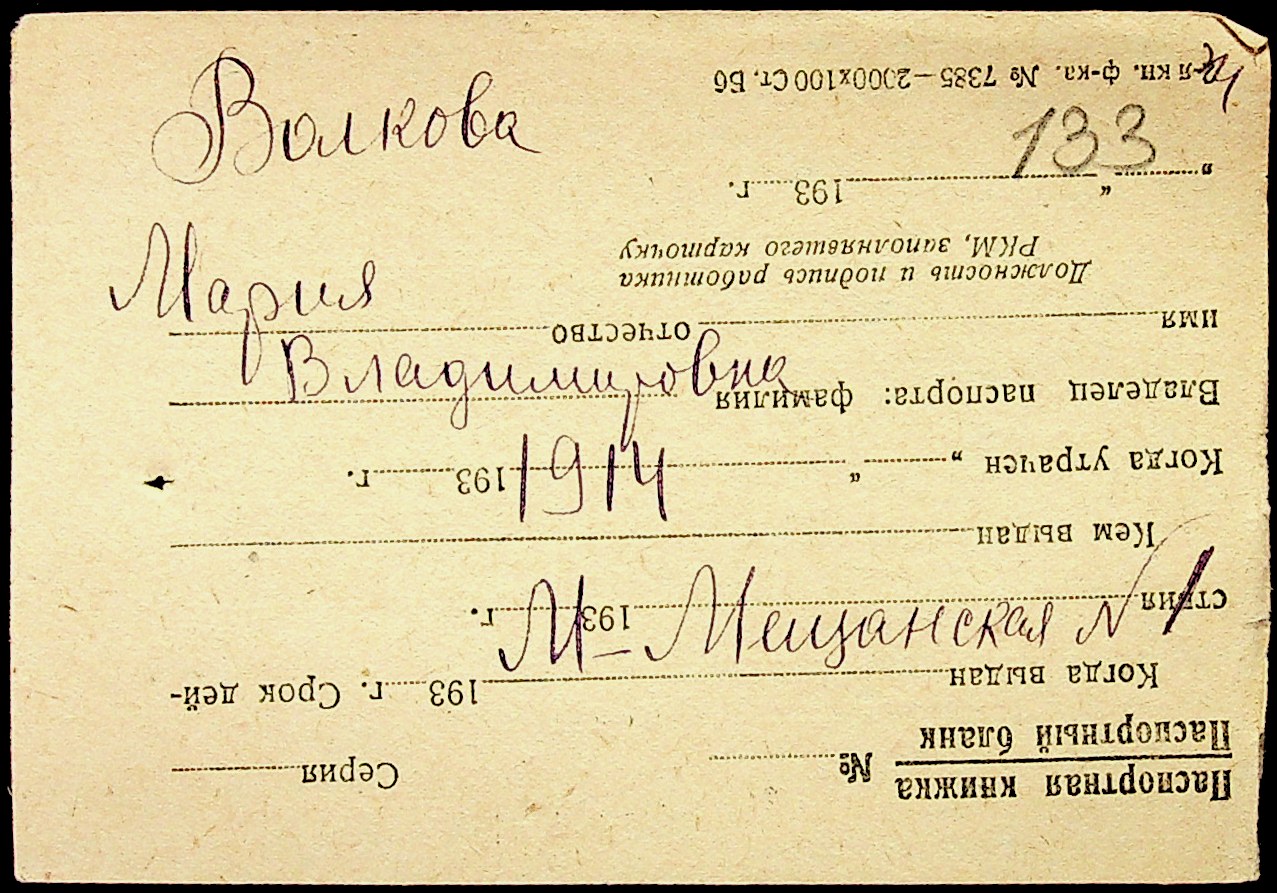 Волкова
133
Мария
Владимировна
1914
М-Мещанская N 1
Паспортная книжка
Паспортный бланк
№ Серия
Когда выдан 193 г. Срок дей-
ствия 193 г.
Кем выдан
Когда утрачен „ “ 193 г.
Владелец паспорта: фамилия
имя отчество
Должность и подпись работника
РКМ, заполнявшего карточку
„ “ 193 г.
я кн. ф-ка. № 7385—2000х100 Ст.